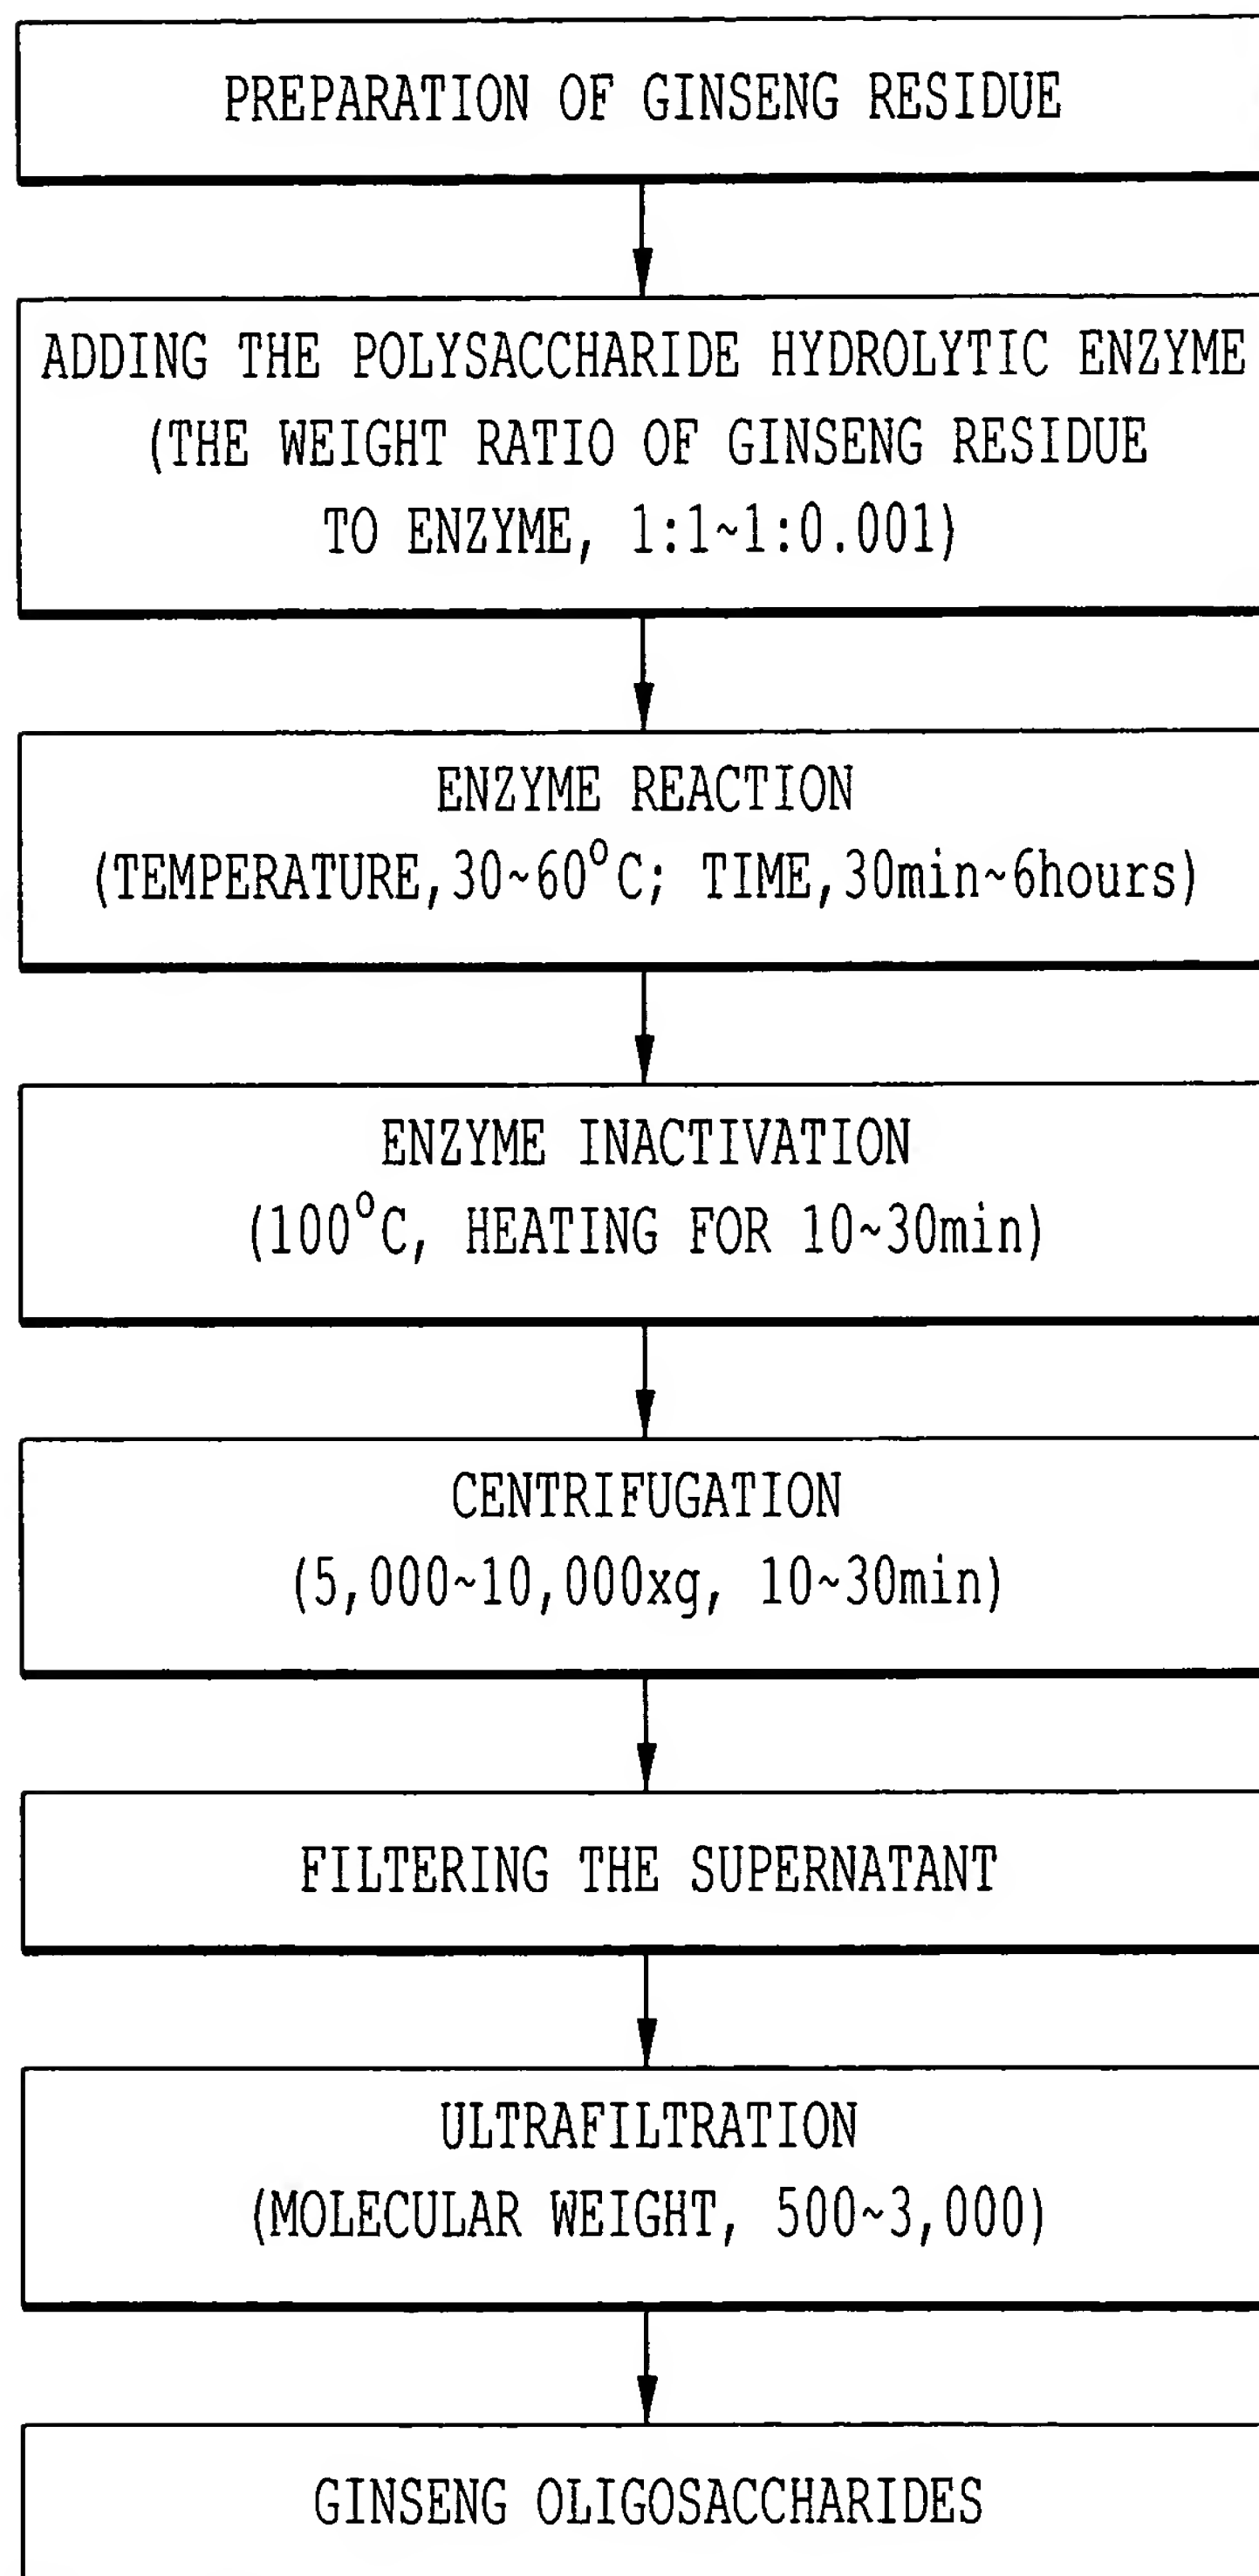 PREPARATION OF GINSENG RESIDUE
ADDING THE POLYSACCHARIDE HYDROLYTIC ENZYME
(THE WEIGHT RATIO OF GINSENG RESIDUE
TO ENZYME, 1:1~1:0.001)
ENZYME REACTION
(TEMPERATURE,30~60°C; TIME,30min~6hours)
ENZYME INACTIVATION
(100°C, HEATING FOR 10~30min)
CENTRIFUGATION
(5,000~10,000xg, 10~30min)
FILTERING THE SUPERNATANT
ULTRAFILTRATION
(MOLECULAR WEIGHT, 500~3,000)
GINSENG OLIGOSACCHARIDES